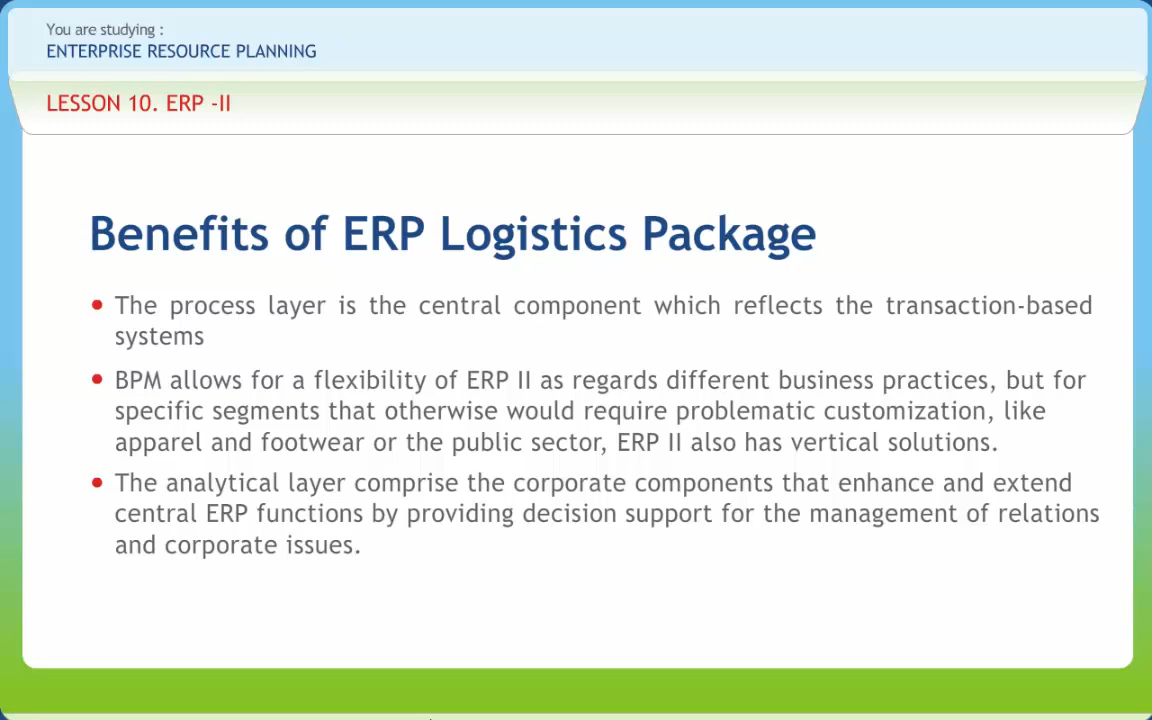 You are studying :
ENTERPRISE RESOURCE PLANNING
LESSON 10. ERP -II
Benefits of ERP Logistics Package
• The process layer is the central component which reflects the transaction-based
systems
• BPM allows for a flexibility of ERP II as regards different business practices, but for
specific segments that otherwise would require problematic customization, like
apparel and footwear or the public sector, ERP II also has vertical solutions.
• The analytical layer comprise the corporate components that enhance and extend
central ERP functions by providing decision support for the management of relations
and corporate issues.